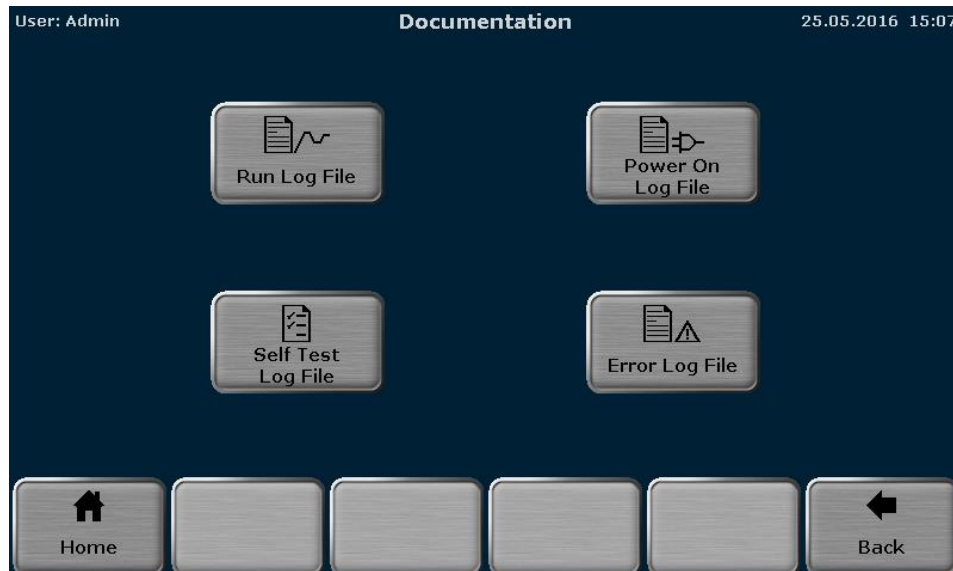 User: Admin
Documentation
25.05.2016 15:07
Run Log File
Power On
Log File
Self Test
Log File
Error Log File
Home
Back